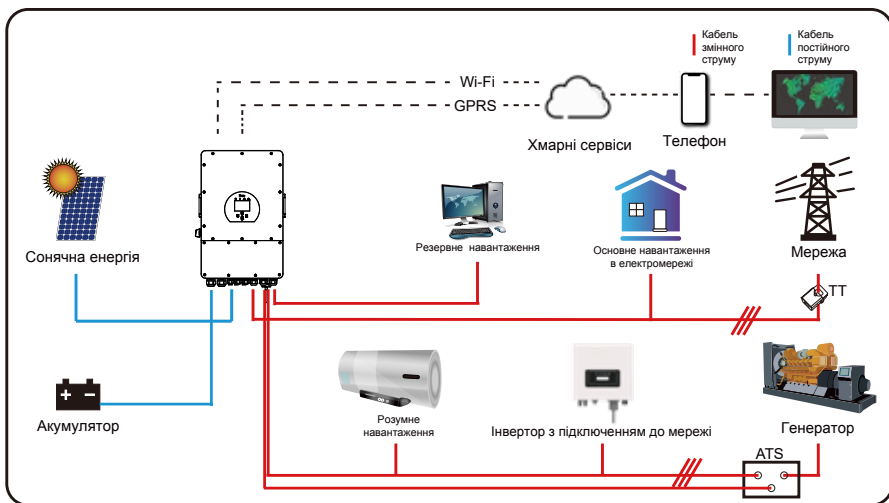 Кабель
змінного
струму
Кабель
постійного
струму
Wi-Fi
GPRS
Хмарні сервіси
Телефон
Сонячна енергія
Резервне навантаження
Основне навантаження
в електромережі
Мережа
ТТ
Акумулятор
Розумне
навантаження
Інвертор з підключенням до мережі
Генератор
ATS